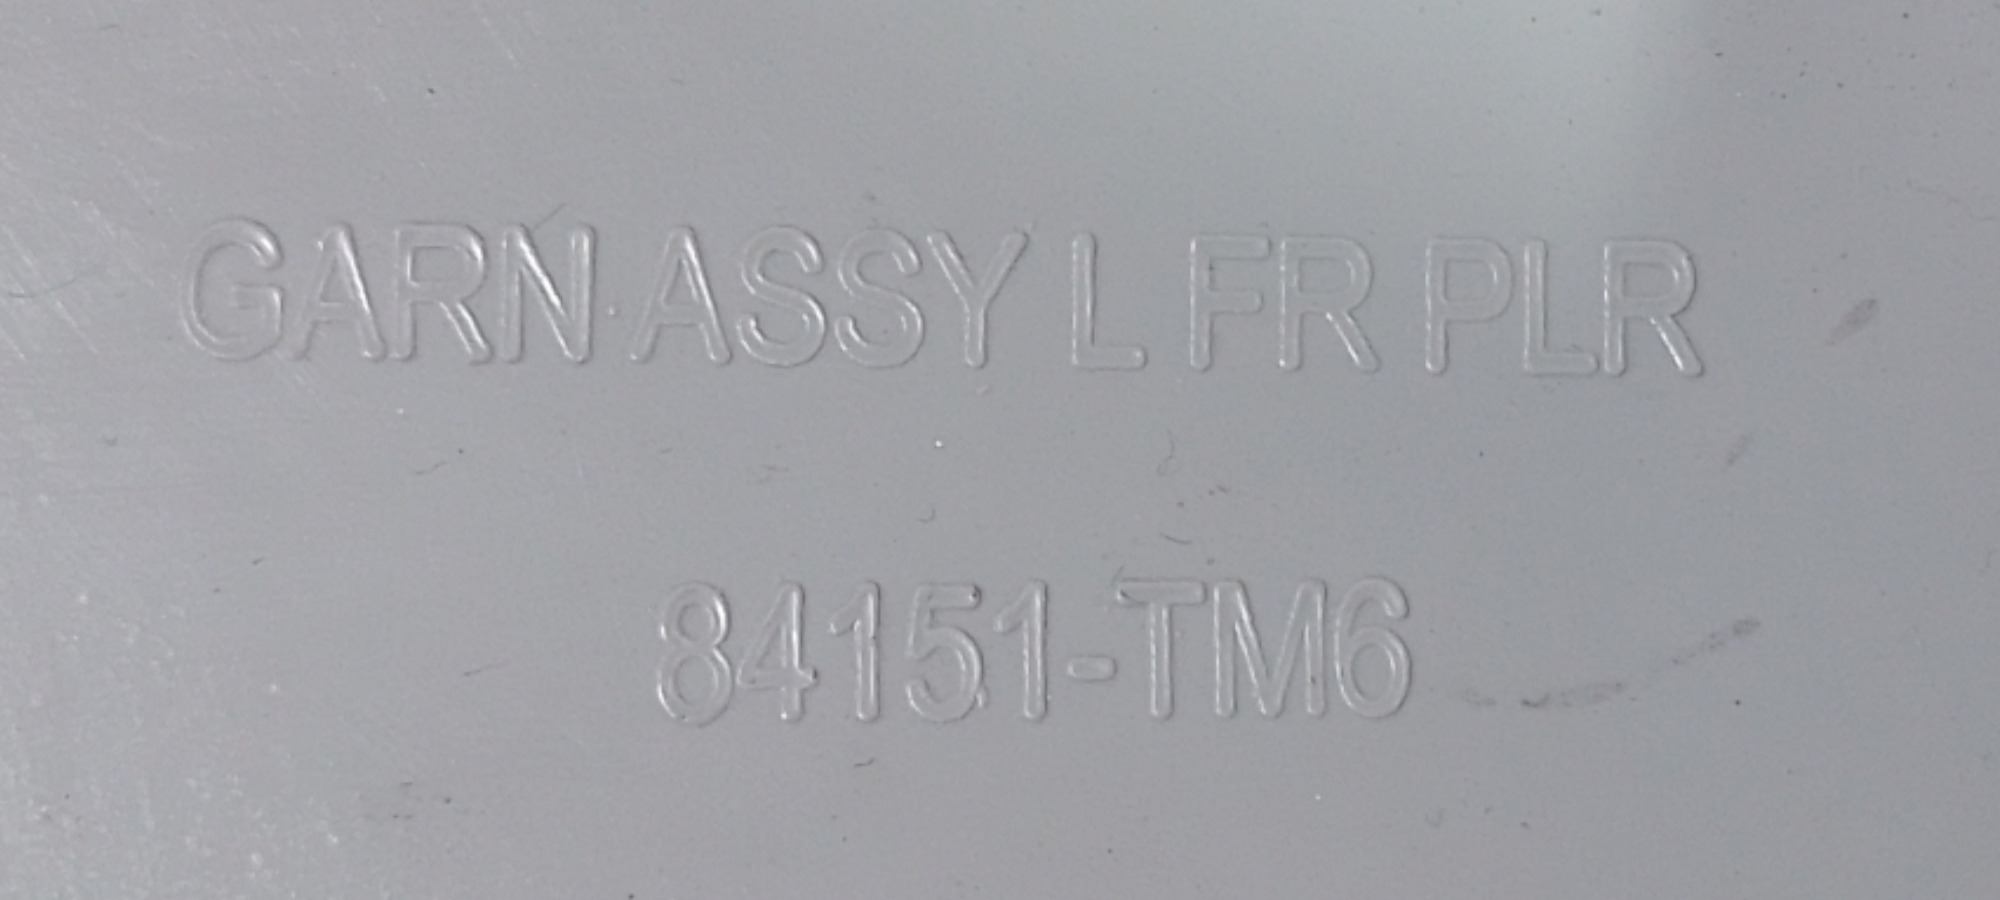 GARN ASSY L FR PLR
84151-TM6